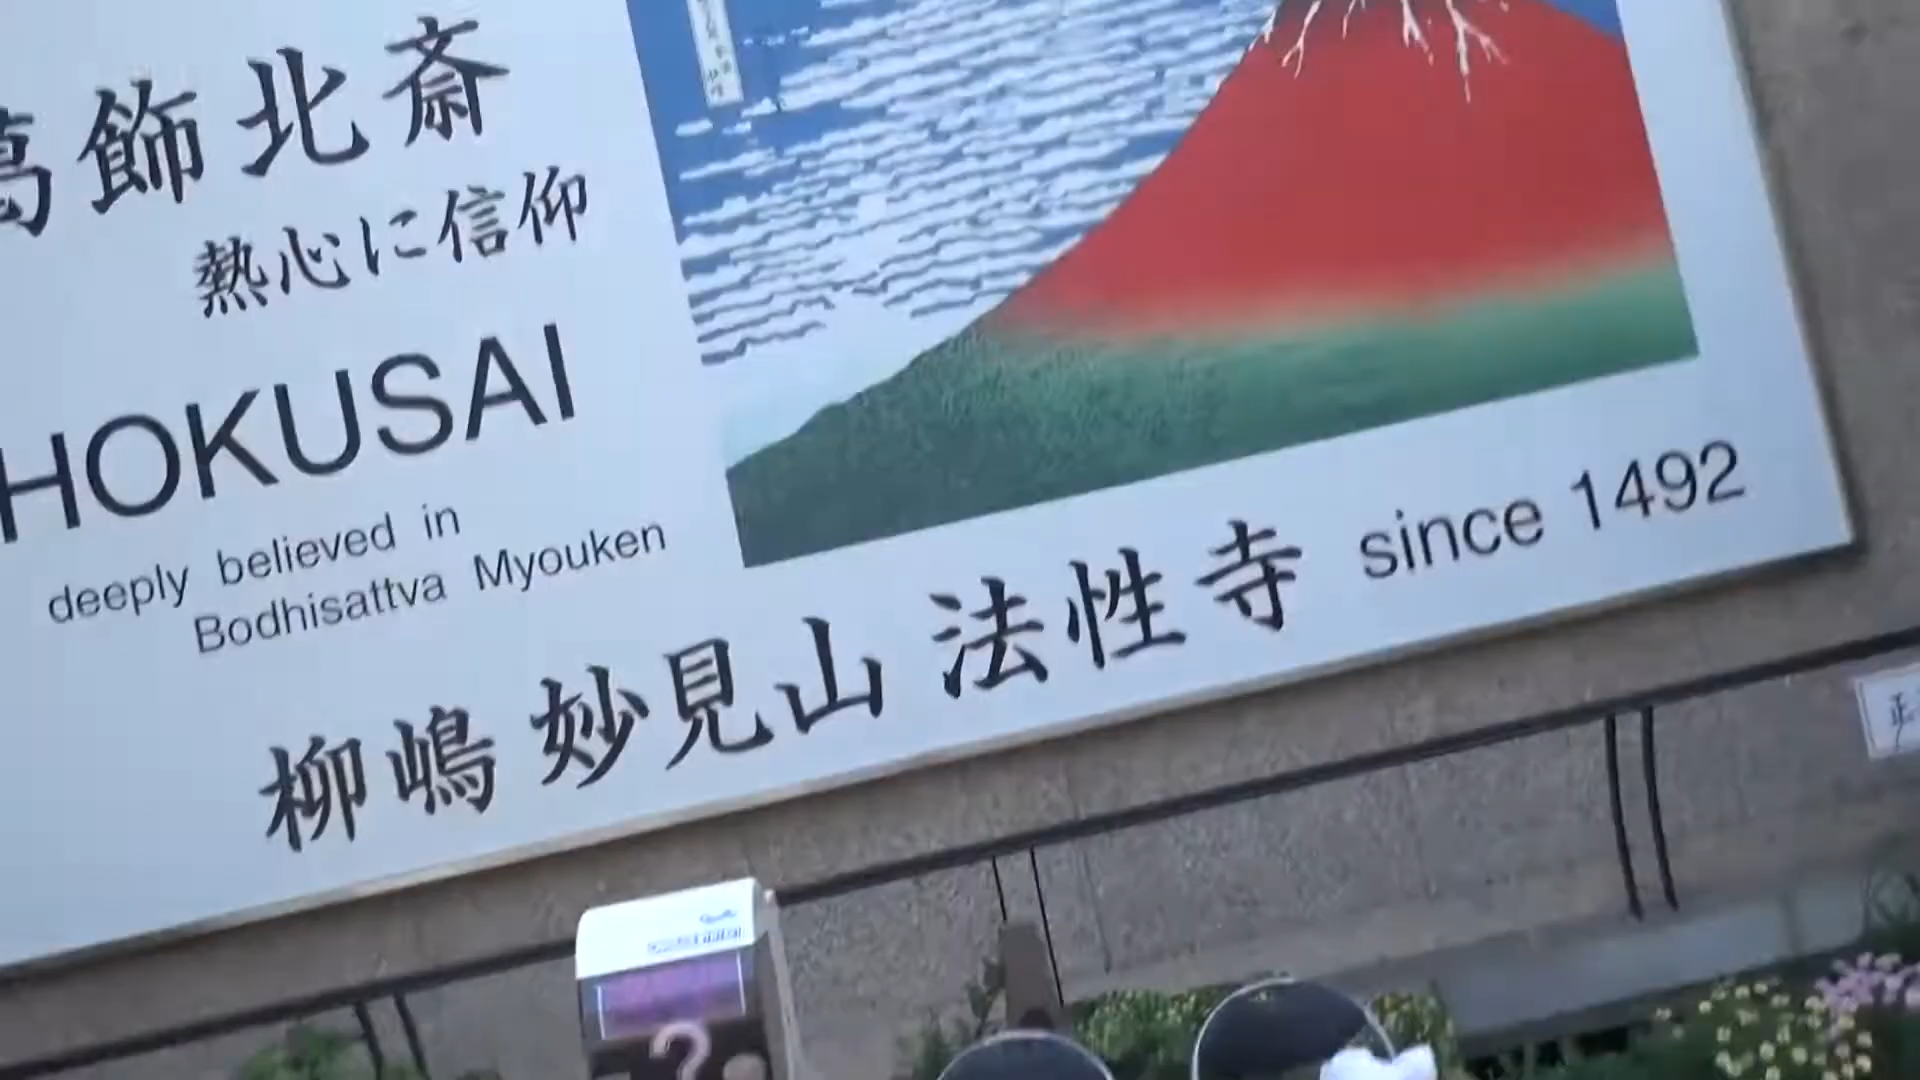 葛飾北斎
熱心に信仰
HOKUSAI
deeply believed in
Bodhisattva Myouken
柳嶋 妙見山 法性寺 since 1492
?